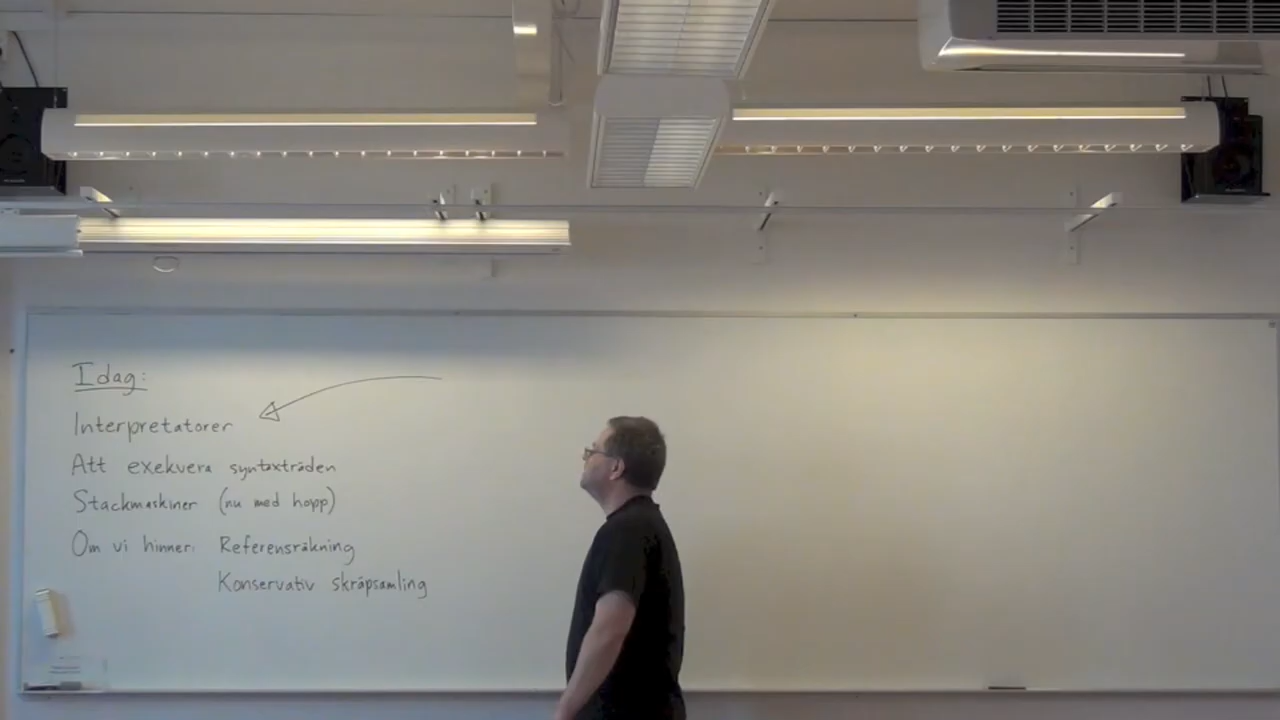 Idag:
Interpretatorer
Att exekvera syntaxträden
Stackmaskiner (nu med hopp)
Om vi hinner: Referensräkning
Konservativ skräpsamling